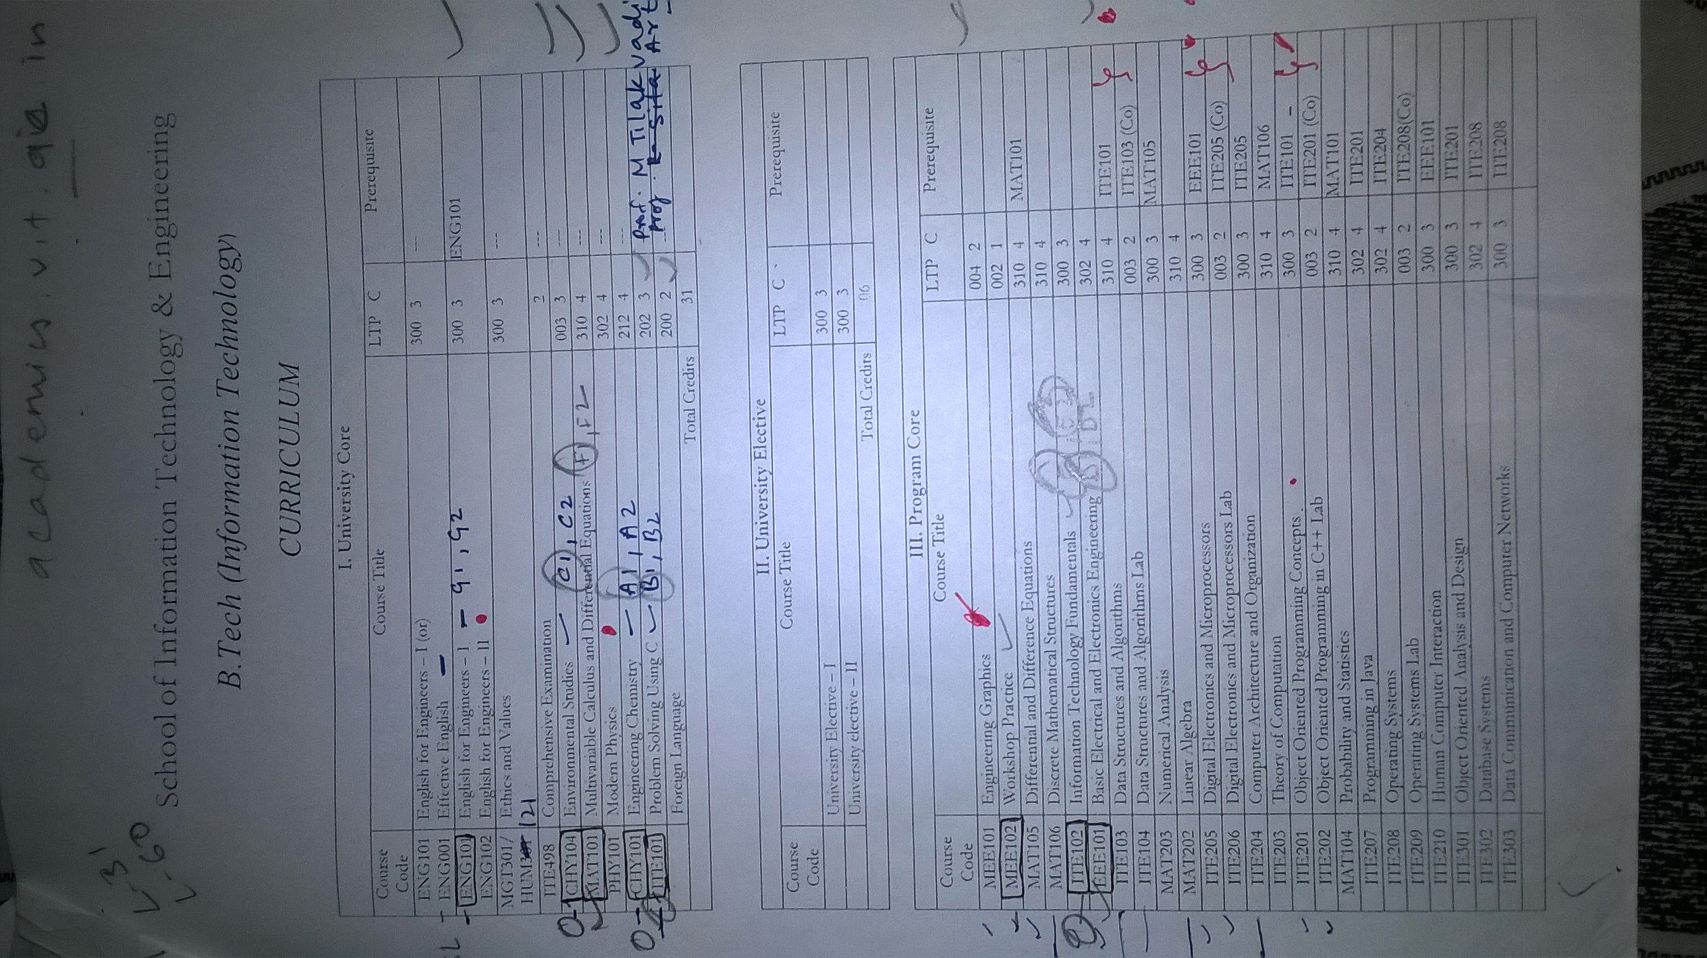 academics.vit.ac in
L-31
L-60
School of Information Technology & Engineering
B.Tech (Information Technology)
CURRICULUM
I. University Core
Course Code Course Title LTP C Prerequisite
ENG101 English for Engineers – I (or) 300 3 ---
ENG001 Effective English –
ENG101 English for Engineers – I – G1, G2 300 3 ENG101
ENG102 English for Engineers – II
MGT301/ Ethics and Values 300 3 ---
HUM 121
ITE498 Comprehensive Examination 2 ---
CHY104 Environmental Studies – C1, C2 003 3 ---
MAT101 Multivariable Calculus and Differential Equations F1, F2 310 4 ---
PHY101 Modern Physics 302 4 ---
CHY101 Engineering Chemistry – A1, A2 212 4
ITE101 Problem Solving Using C – B1, B2 202 3 Prof. M Tilak vadi
Foreign Language 200 2 Prof. Sita Art
Total Credits 31
II. University Elective
Course Code Course Title LTP C Prerequisite
University Elective – I 300 3
University elective – II 300 3
Total Credits 06
III. Program Core
Course Code Course Title LTP C Prerequisite
MEE101 Engineering Graphics 004 2
MEE102 Workshop Practice 002 1
MAT105 Differential and Difference Equations 310 4 MAT101
MAT106 Discrete Mathematical Structures 310 4
ITE102 Information Technology Fundamentals 300 3
EEE101 Basic Electrical and Electronics Engineering D2 302 4
ITE103 Data Structures and Algorithms 310 4 ITE101
ITE104 Data Structures and Algorithms Lab 003 2 ITE103 (Co)
MAT203 Numerical Analysis 300 3 MAT105
MAT202 Linear Algebra 310 4
ITE205 Digital Electronics and Microprocessors 300 3 EEE101
ITE206 Digital Electronics and Microprocessors Lab 003 2 ITE205 (Co)
ITE204 Computer Architecture and Organization 300 3 ITE205
ITE203 Theory of Computation 310 4 MAT106
ITE201 Object Oriented Programming Concepts 300 3 ITE101 –
ITE202 Object Oriented Programming in C++ Lab 003 2 ITE201 (Co)
MAT104 Probability and Statistics 310 4 MAT101
ITE207 Programming in Java 302 4 ITE201
ITE208 Operating Systems 302 4 ITE204
ITE209 Operating Systems Lab 003 2 ITE208(Co)
ITE210 Human Computer Interaction 300 3 EEE101
ITE301 Object Oriented Analysis and Design 300 3 ITE201
ITE302 Database Systems 302 4 ITE208
ITE303 Data Communication and Computer Networks 300 3 ITE208